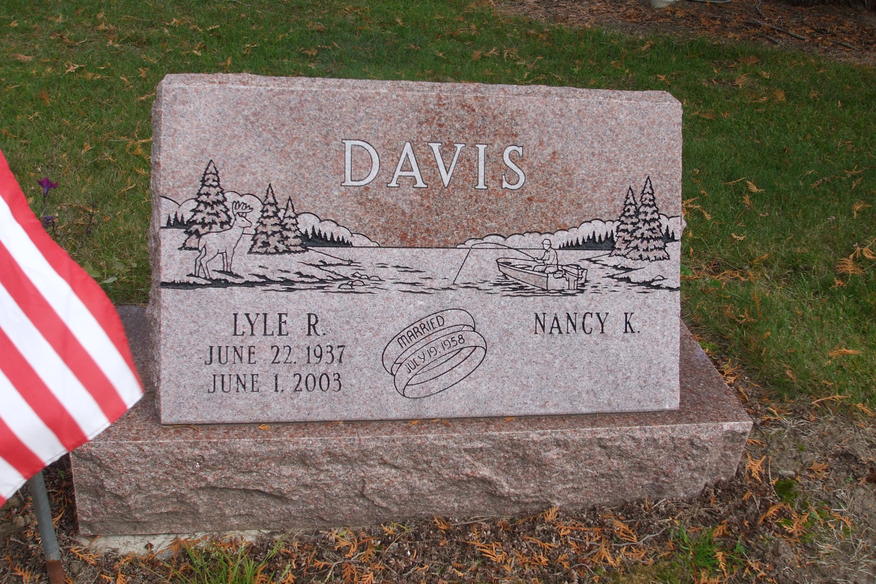 DAVIS
LYLE R.
JUNE 22, 1937
JUNE 1, 2003
MARRIED
JULY 19, 1958
NANCY K.